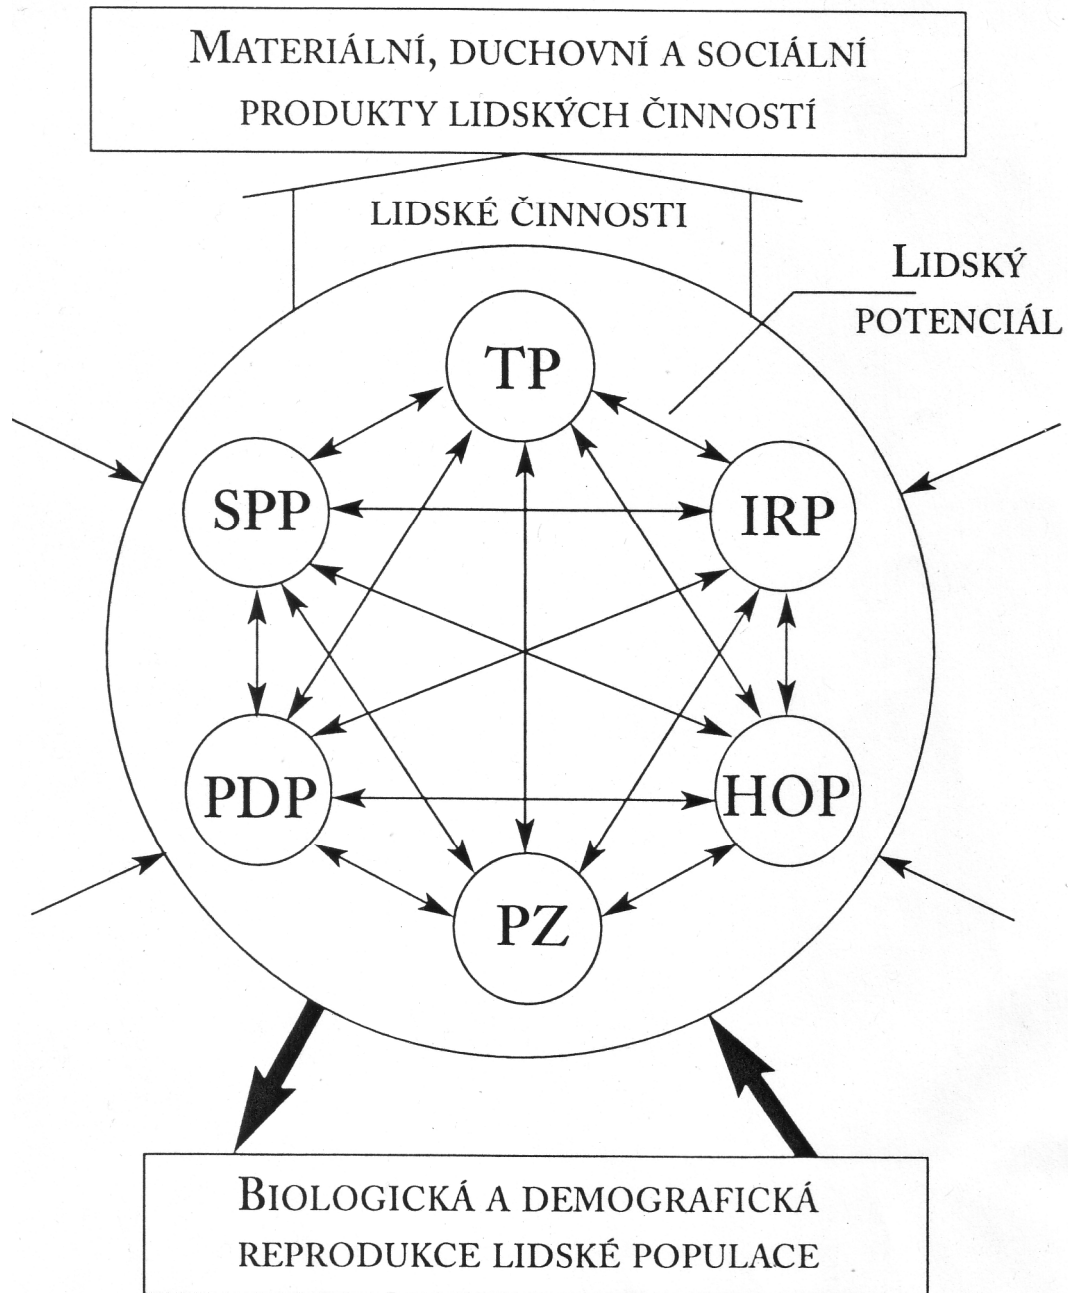 MATERIÁLNÍ, DUCHOVNÍ A SOCIÁLNÍ
PRODUKTY LIDSKÝCH ČINNOSTÍ
LIDSKÉ ČINNOSTI
LIDSKÝ
POTENCIÁL
TP
SPP
IRP
PDP
HOP
PZ
BIOLOGICKÁ A DEMOGRAFICKÁ
REPRODUKCE LIDSKÉ POPULACE